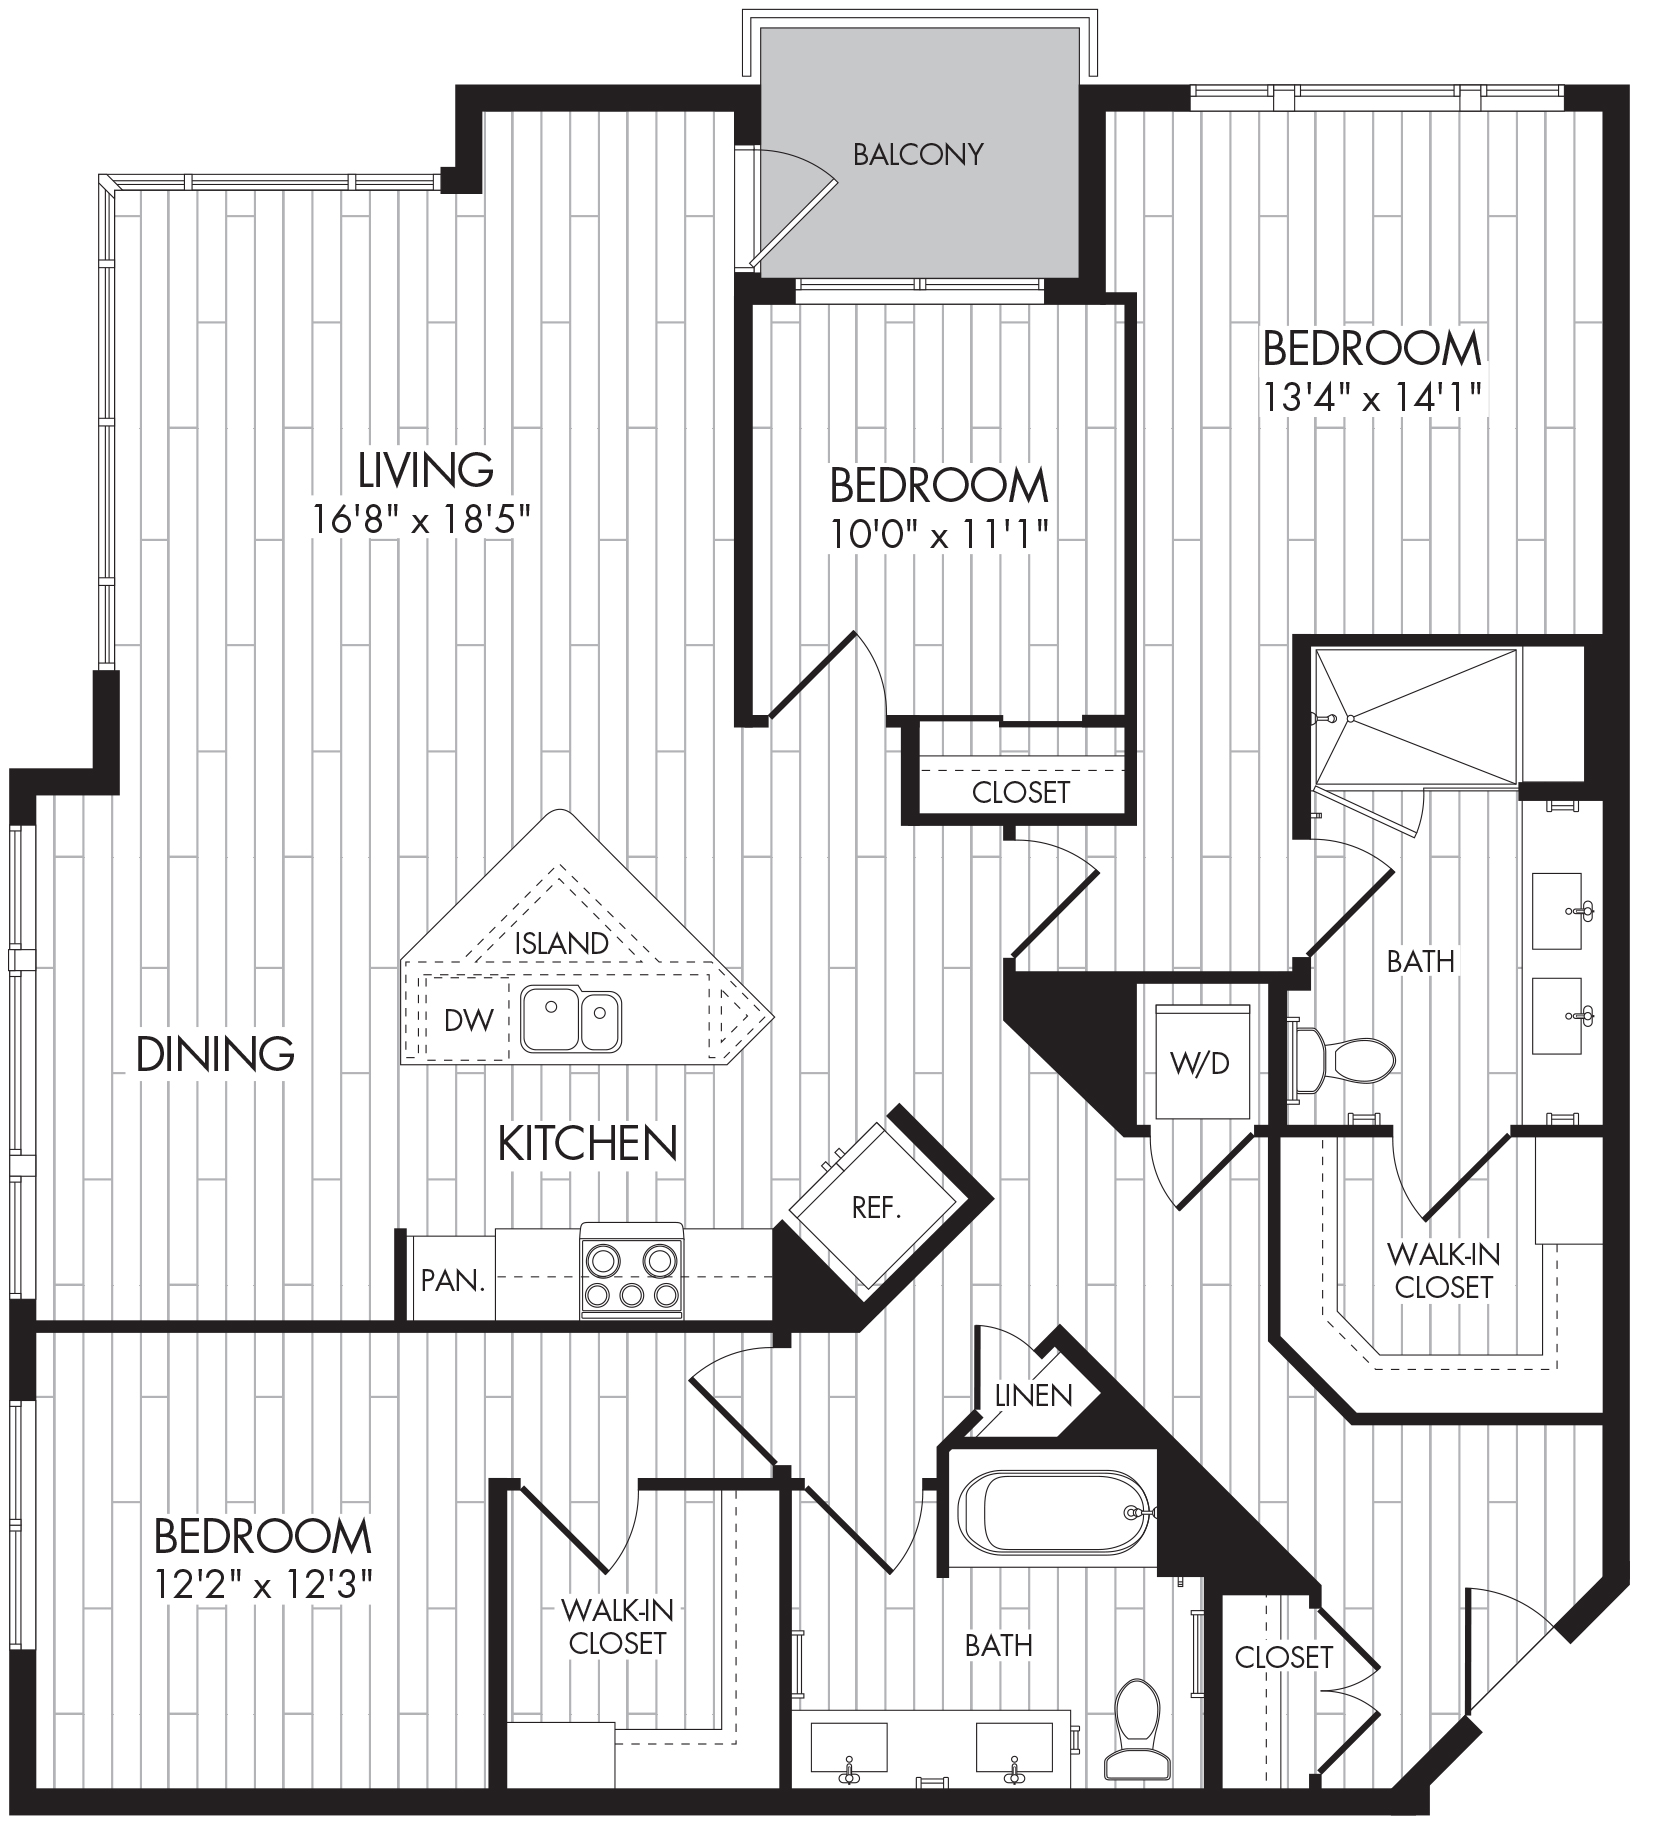 BALCONY
BEDROOM
13'4" x 14'1"
LIVING
16'8" x 18'5"
BEDROOM
10'0" x 11'1"
CLOSET
ISLAND
DW
BATH
DINING
W/D
KITCHEN
REF.
PAN.
WALK-IN
CLOSET
LINEN
BEDROOM
12'2" x 12'3"
WALK-IN
CLOSET
BATH
CLOSET